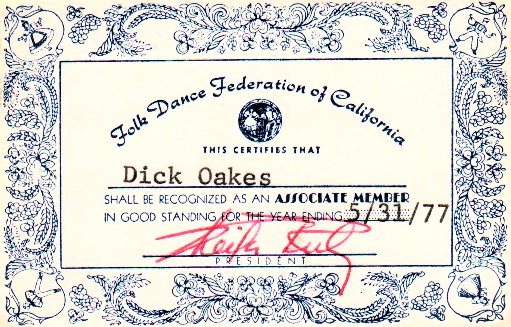 Folk Dance Federation of California
THIS CERTIFIES THAT
Dick Oakes
SHALL BE RECOGNIZED AS AN ASSOCIATE MEMBER
IN GOOD STANDING FOR THE YEAR ENDING 5/31/77
PRESIDENT